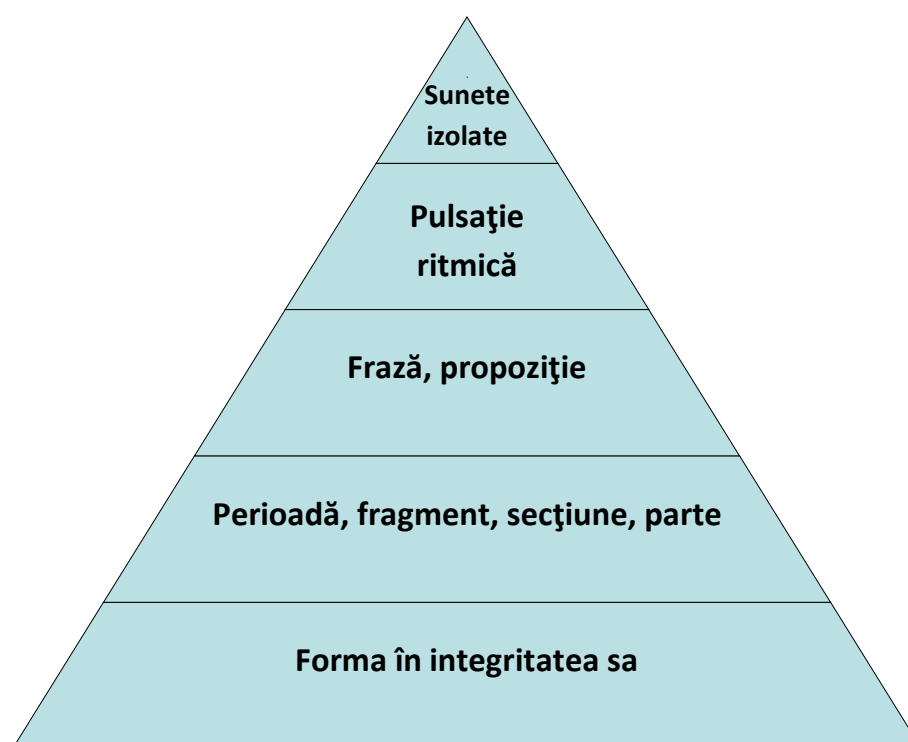 Sunete
izolate
Pulsaţie
ritmică
Frază, propoziţie
Perioadă, fragment, secţiune, parte
Forma în integritatea sa